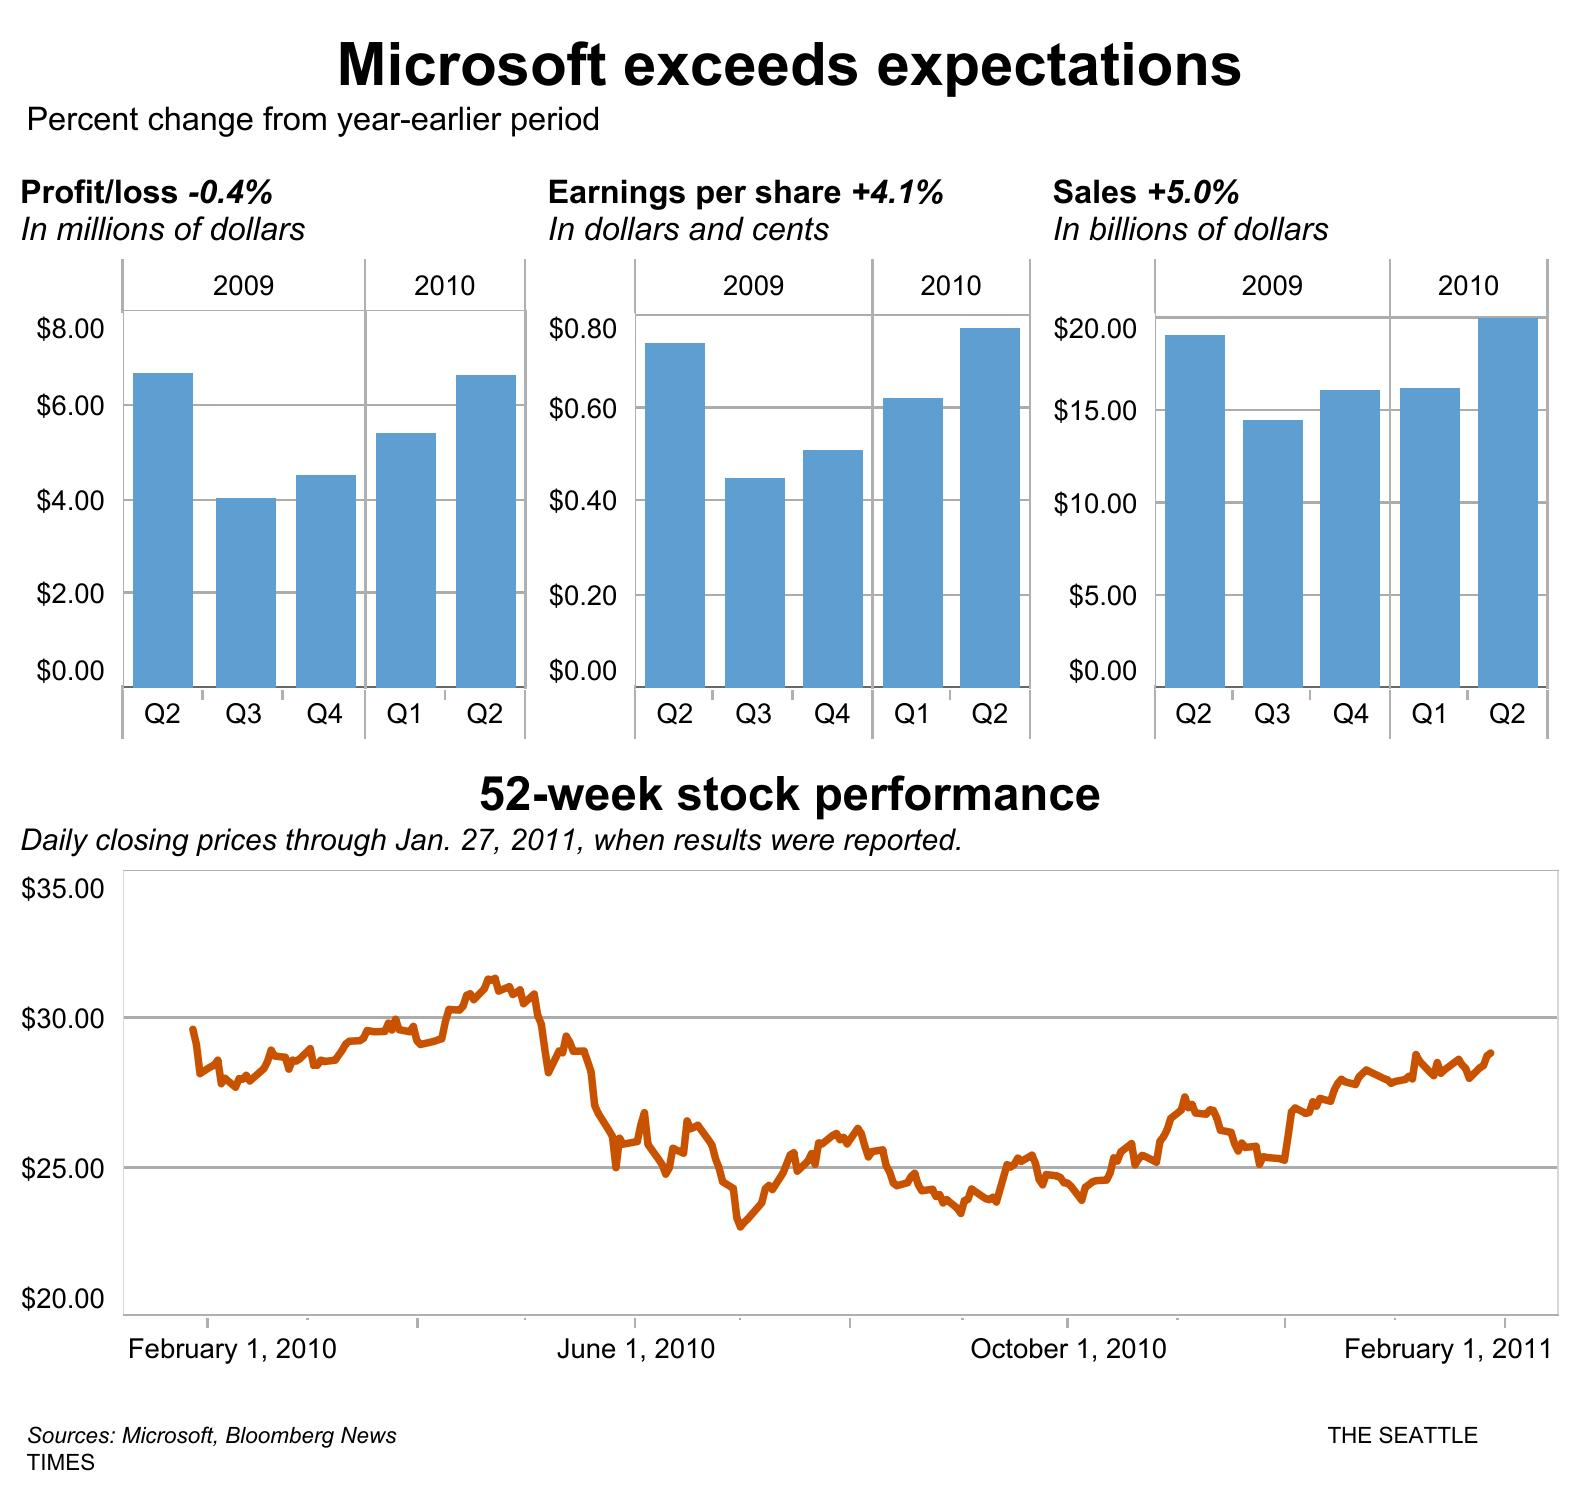 Microsoft exceeds expectations
Percent change from year-earlier period
Profit/loss -0.4%
In millions of dollars
2009 2010
$8.00
$6.00
$4.00
$2.00
$0.00
Q2 Q3 Q4 Q1 Q2
Earnings per share +4.1%
In dollars and cents
2009 2010
$0.80
$0.60
$0.40
$0.20
$0.00
Q2 Q3 Q4 Q1 Q2
Sales +5.0%
In billions of dollars
2009 2010
$20.00
$15.00
$10.00
$5.00
$0.00
Q2 Q3 Q4 Q1 Q2
52-week stock performance
Daily closing prices through Jan. 27, 2011, when results were reported.
$35.00
$30.00
$25.00
$20.00
February 1, 2010 June 1, 2010 October 1, 2010 February 1, 2011
Sources: Microsoft, Bloomberg News THE SEATTLE
TIMES